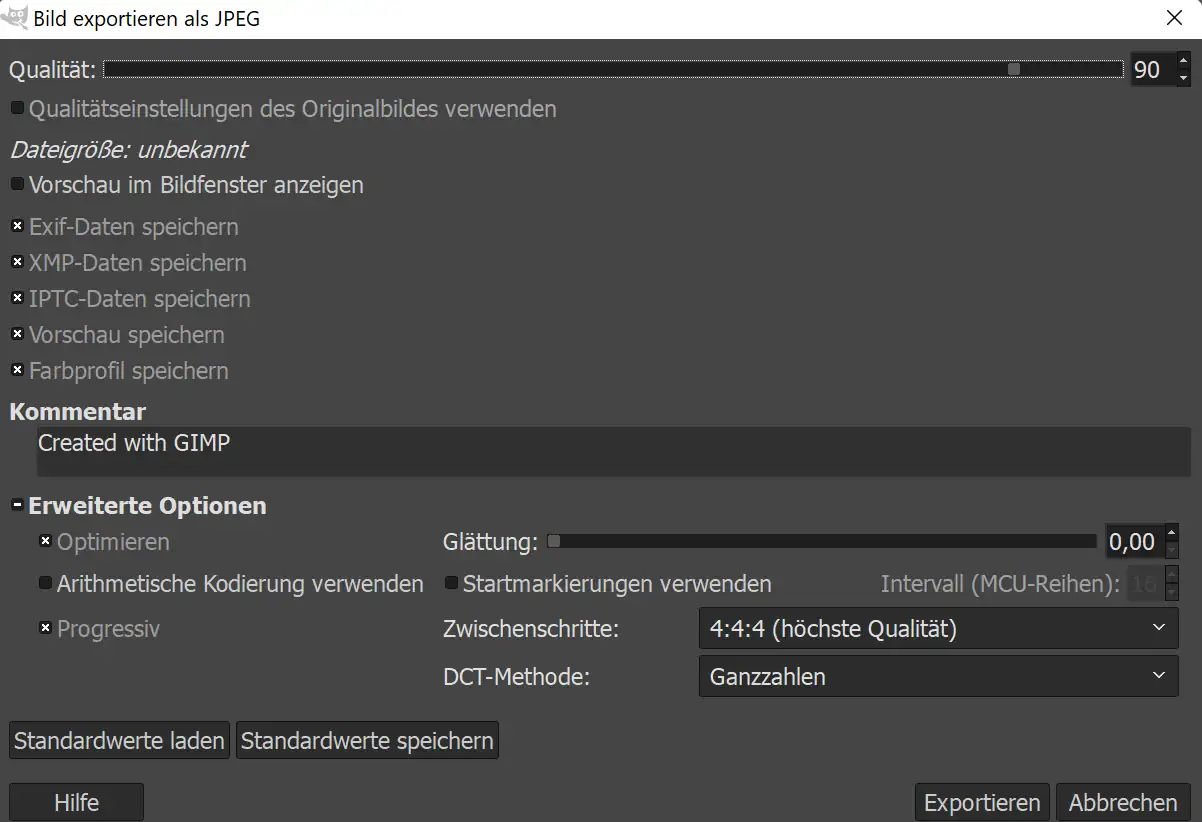 Bild exportieren als JPEG
Qualität: 90
Qualitätseinstellungen des Originalbildes verwenden
Dateigröße: unbekannt
Vorschau im Bildfenster anzeigen
Exif-Daten speichern
XMP-Daten speichern
IPTC-Daten speichern
Vorschau speichern
Farbprofil speichern
Kommentar
Created with GIMP
Erweiterte Optionen
Optimieren Glättung: 0,00
Arithmetische Kodierung verwenden Startmarkierungen verwenden Intervall (MCU-Reihen): 16
Progressiv Zwischenschritte: 4:4:4 (höchste Qualität)
DCT-Methode: Ganzzahlen
Standardwerte laden Standardwerte speichern
Hilfe Exportieren Abbrechen